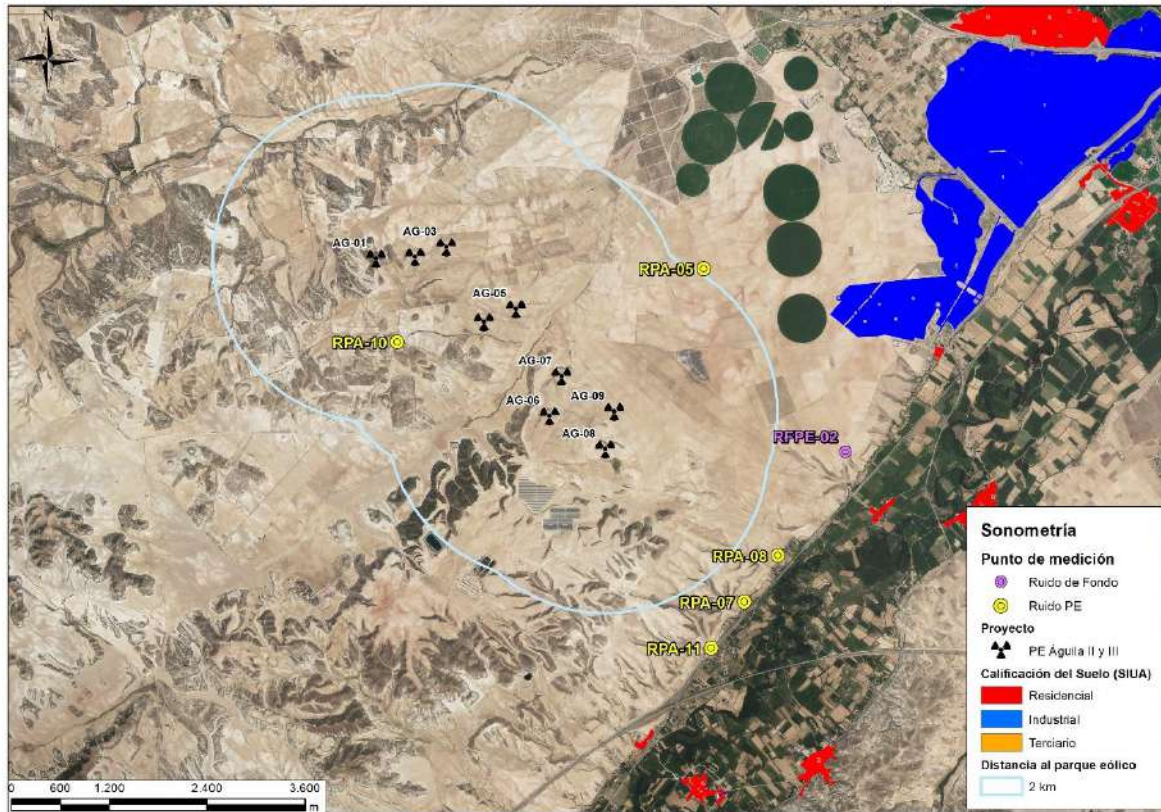 N
AG-01
AG-03
RPA-05
AG-05
RPA-10
AG-07
AG-09
AG-06
AG-08
RFPE-02
RPA-08
RPA-07
RPA-11
Sonometría
Punto de medición
Ruido de Fondo
Ruido PE
Proyecto
PE Águila II y III
Calificación del Suelo (SIUA)
Residencial
Industrial
Terciario
Distancia al parque eólico
2 km
0 600 1.200 2.400 3.600
m